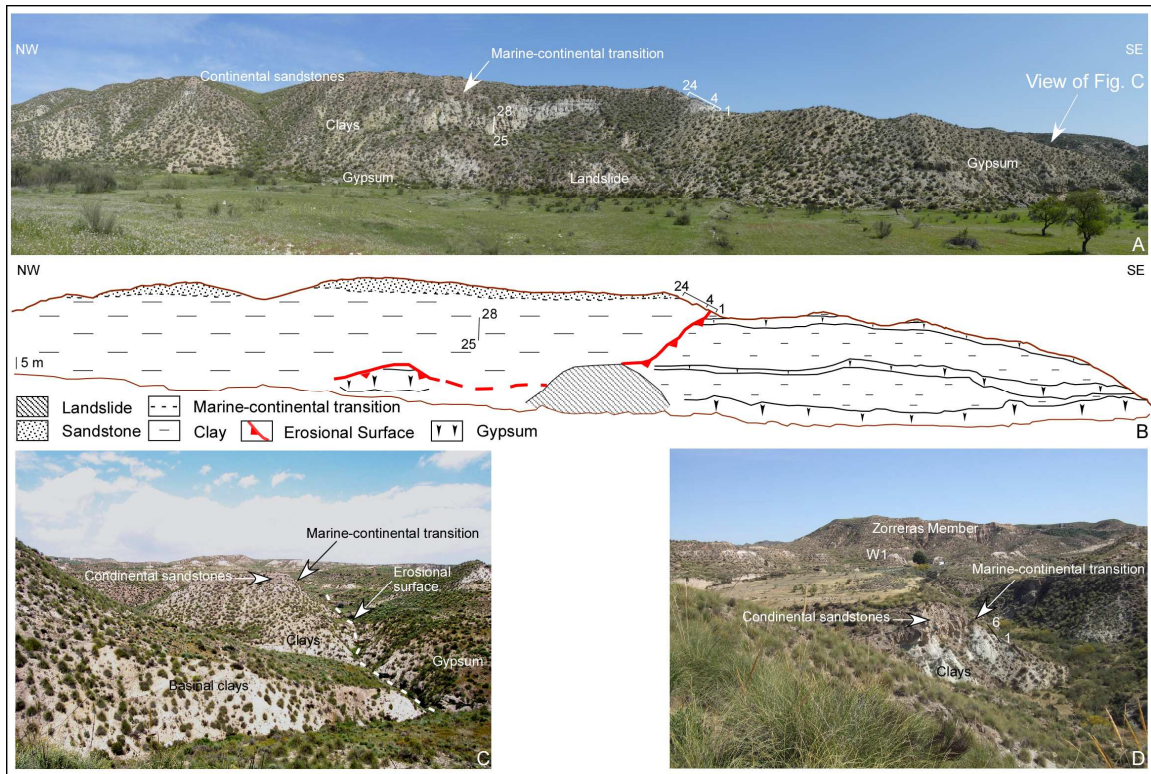 NW
SE
Marine-continental transition
Continental sandstones
24
4
1
View of Fig. C
28
Clays
25
Gypsum
Landslide
Gypsum
A
NW
SE
24
4
1
28
25
5 m
Landslide
Marine-continental transition
Sandstone
Clay
Erosional Surface
Gypsum
B
Marine-continental transition
Condinental sandstones
Erosional
surface
Clays
Gypsum
Basinal clays
C
Zorreras Member
W1
Marine-continental transition
Condinental sandstones
6
1
Clays
D